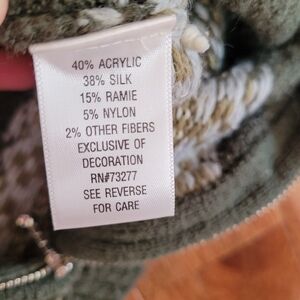 40% ACRYLIC
38% SILK
15% RAMIE
5% NYLON
2% OTHER FIBERS
EXCLUSIVE OF
DECORATION
RN#73277
SEE REVERSE
FOR CARE